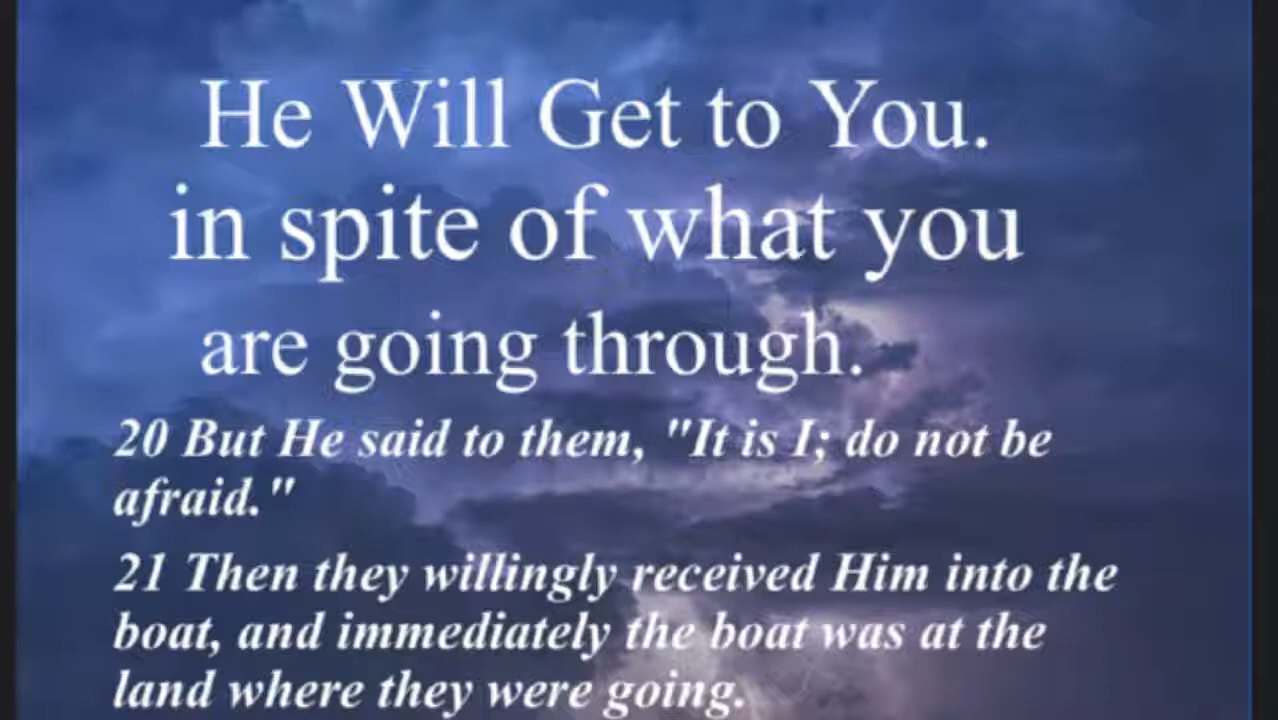 He Will Get to You.
in spite of what you
are going through.
20 But He said to them, "It is I; do not be
afraid."
21 Then they willingly received Him into the
boat, and immediately the boat was at the
land where they were going.